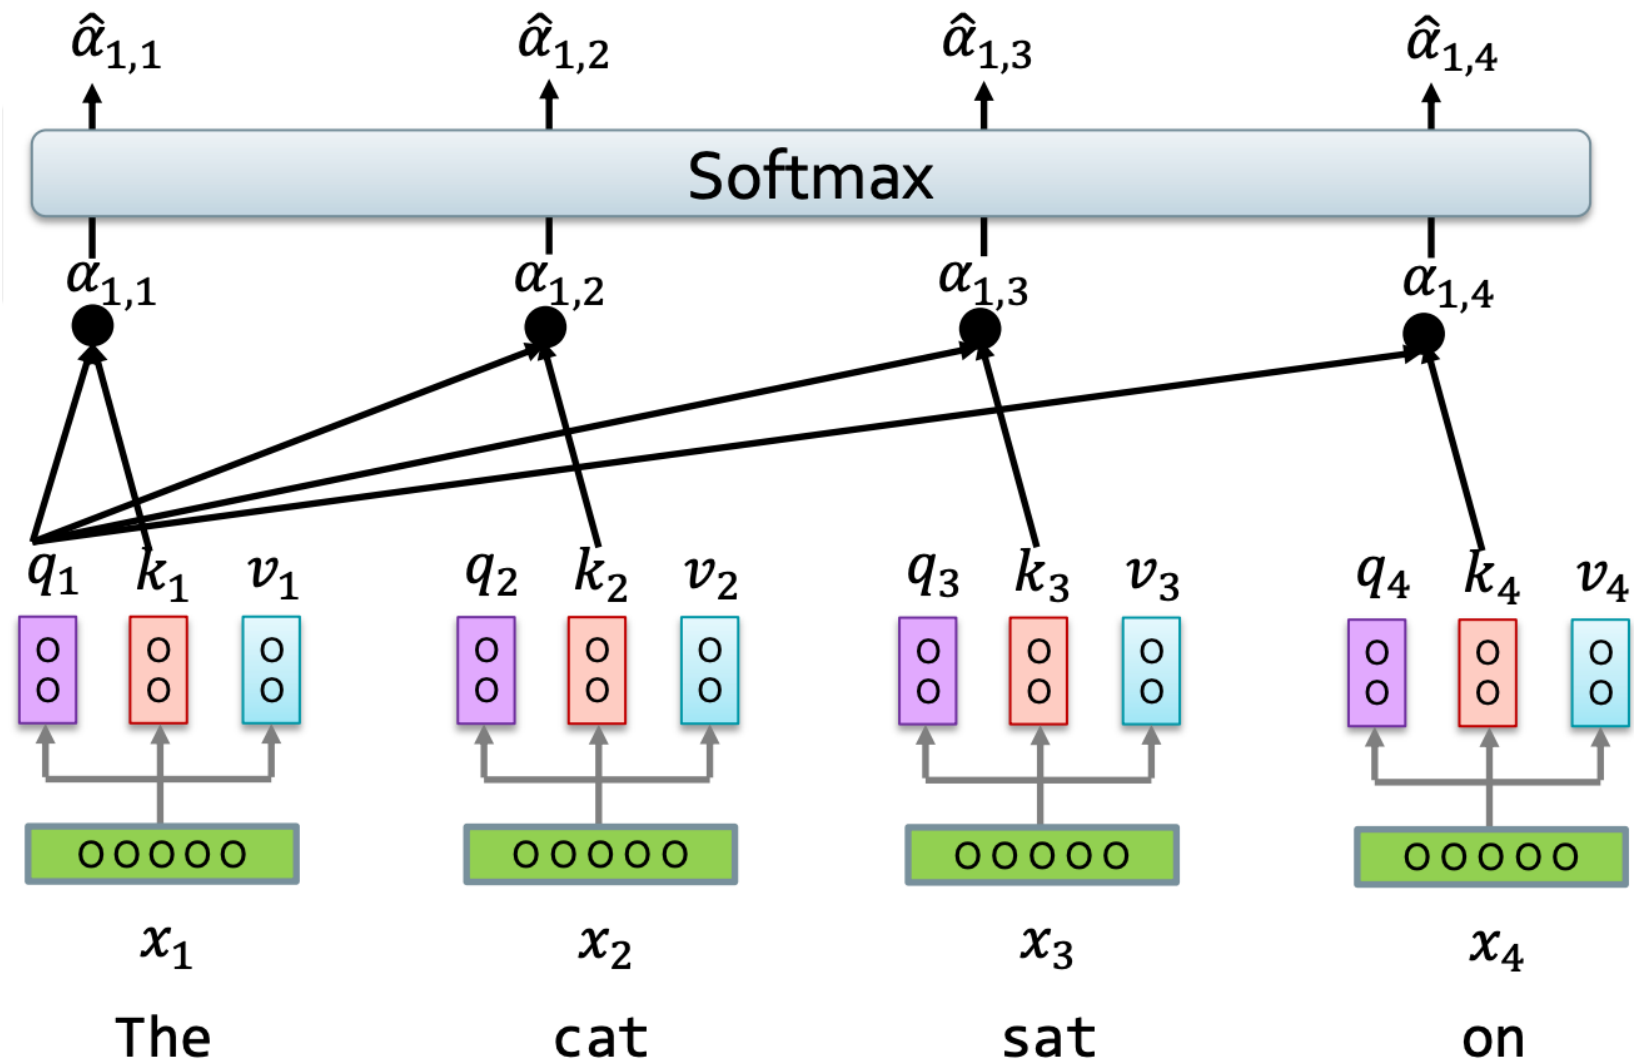 α̂1,1 α̂1,2 α̂1,3 α̂1,4
Softmax
α1,1 α1,2 α1,3 α1,4
q1 k1 v1 q2 k2 v2 q3 k3 v3 q4 k4 v4
x1 x2 x3 x4
The cat sat on